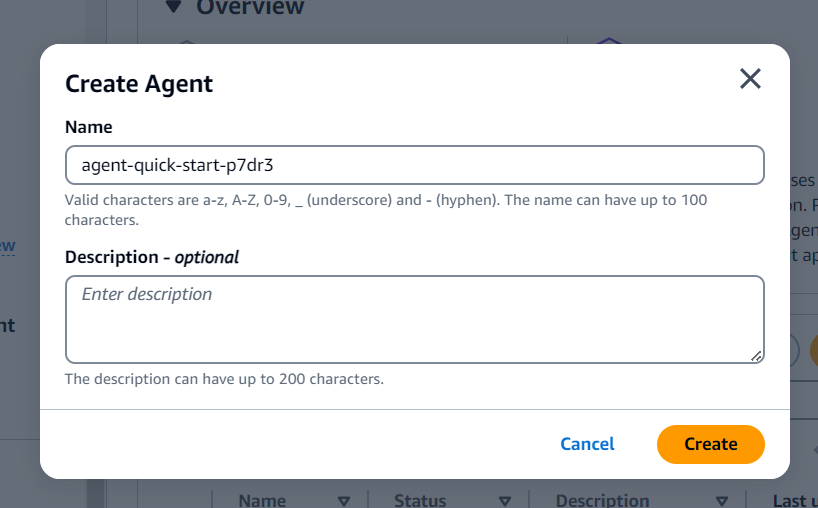 Overview
Create Agent
Name
agent-quick-start-p7dr3
Valid characters are a-z, A-Z, 0-9, _ (underscore) and - (hyphen). The name can have up to 100
characters.
Description - optional
Enter description
The description can have up to 200 characters.
Cancel
Create
Name
Status
Description
Last